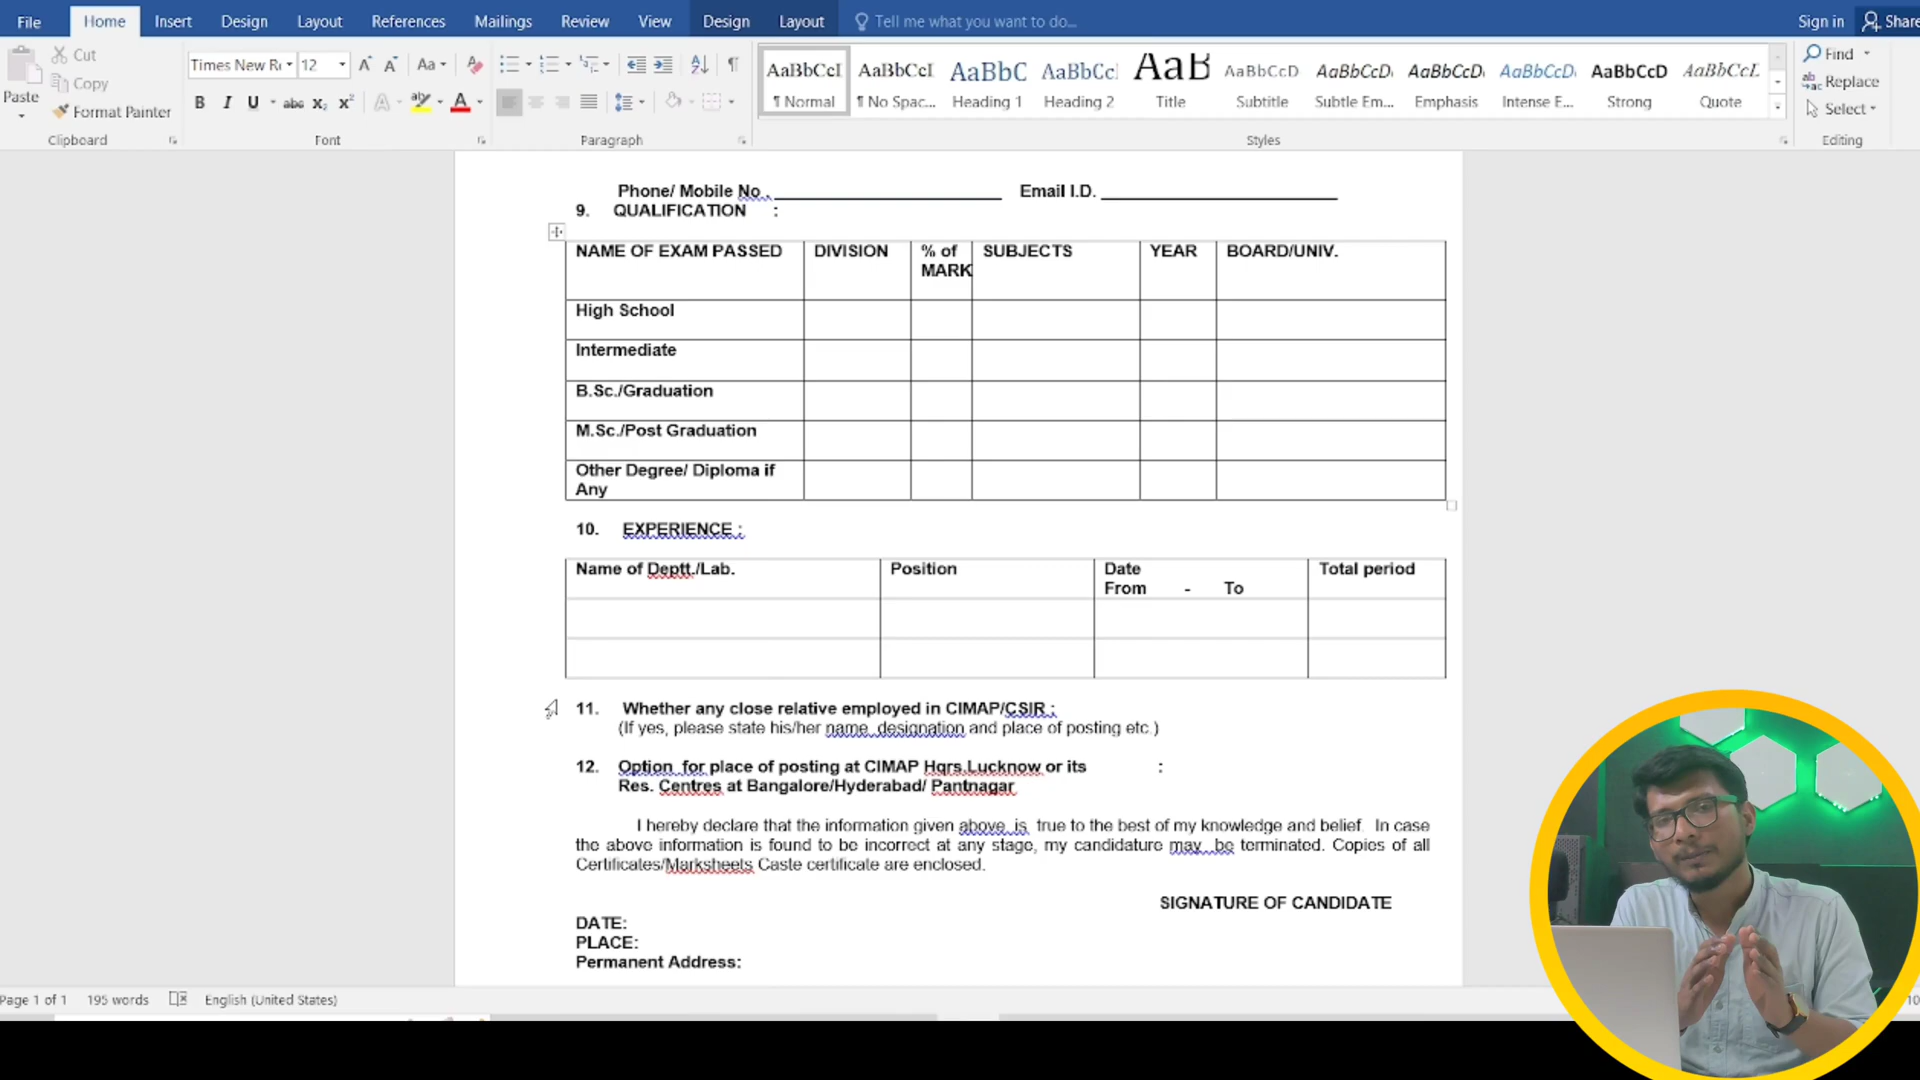 File Home Insert Design Layout References Mailings Review View Design Layout Tell me what you want to do... Sign in Share
Cut
Copy
Paste
Format Painter
Times New R 12 Aa
B I U abc x₂ x² A A
AaBbCcI AaBbCcI AaBbC AaBbCc AaB AaBbCcD AaBbCcD AaBbCcD AaBbCcD AaBbCcD AaBbCcL
¶ Normal ¶ No Spac... Heading 1 Heading 2 Title Subtitle Subtle Em... Emphasis Intense E... Strong Quote
Find
Replace
Select
Clipboard Font Paragraph Styles Editing
Phone/ Mobile No . Email I.D.
9. QUALIFICATION :
NAME OF EXAM PASSED DIVISION % of MARK SUBJECTS YEAR BOARD/UNIV.
High School
Intermediate
B.Sc./Graduation
M.Sc./Post Graduation
Other Degree/ Diploma if
Any
10. EXPERIENCE :
Name of Deptt./Lab. Position Date Total period
From - To
11. Whether any close relative employed in CIMAP/CSIR :
(If yes, please state his/her name, designation and place of posting etc.)
12. Option for place of posting at CIMAP Hqrs.Lucknow or its :
Res. Centres at Bangalore/Hyderabad/ Pantnagar
I hereby declare that the information given above is true to the best of my knowledge and belief. In case
the above information is found to be incorrect at any stage, my candidature may be terminated. Copies of all
Certificates/Marksheets Caste certificate are enclosed.
SIGNATURE OF CANDIDATE
DATE:
PLACE:
Permanent Address:
Page 1 of 1 195 words English (United States) 10